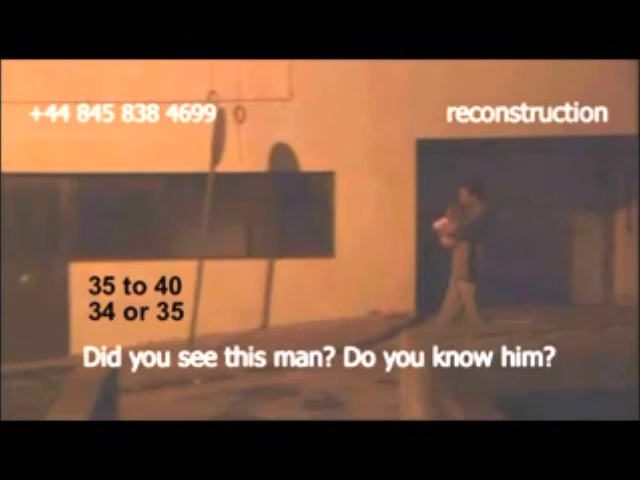 +44 845 838 4699
reconstruction
35 to 40
34 or 35
Did you see this man? Do you know him?